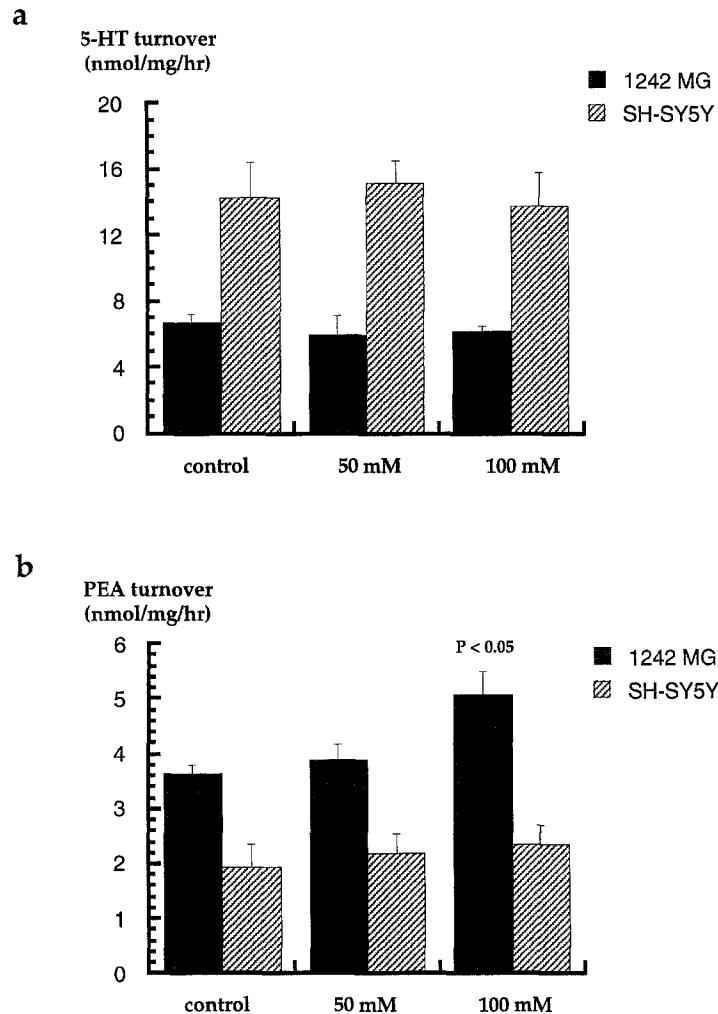 a
5-HT turnover
(nmol/mg/hr)
1242 MG
SH-SY5Y
20
16
12
8
4
0
control 50 mM 100 mM
b
PEA turnover
(nmol/mg/hr)
P < 0.05
1242 MG
SH-SY5Y
6
5
4
3
2
1
0
control 50 mM 100 mM